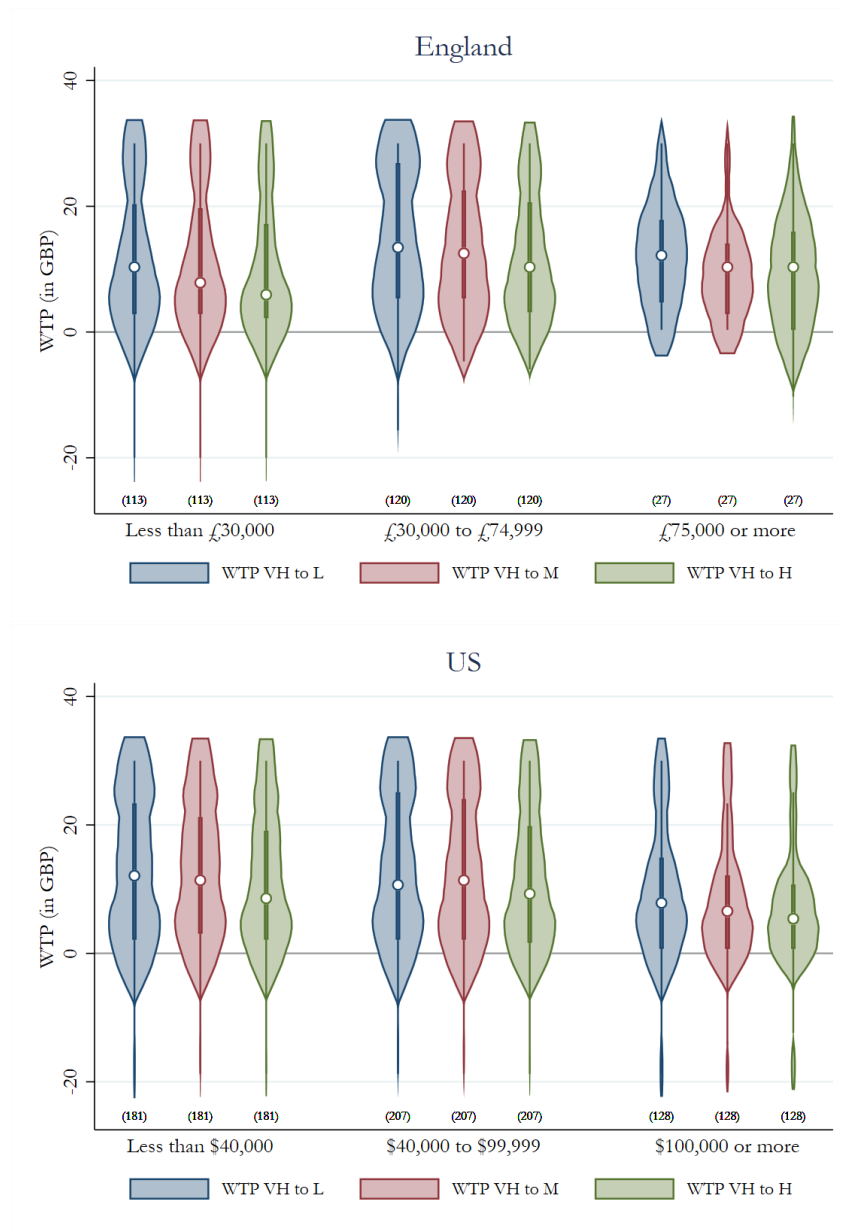 England
40
20
0
-20
WTP (in GBP)
(113) (113) (113) (120) (120) (120) (27) (27) (27)
Less than £30,000 £30,000 to £74,999 £75,000 or more
WTP VH to L WTP VH to M WTP VH to H
US
40
20
0
-20
WTP (in GBP)
(181) (181) (181) (207) (207) (207) (128) (128) (128)
Less than $40,000 $40,000 to $99,999 $100,000 or more
WTP VH to L WTP VH to M WTP VH to H